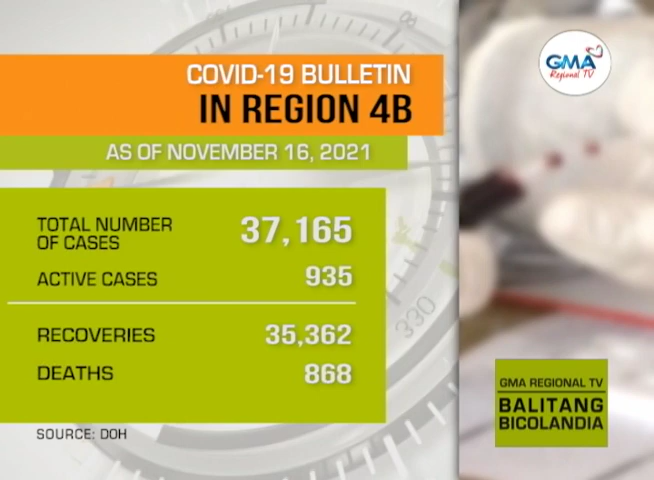 COVID-19 BULLETIN
IN REGION 4B
AS OF NOVEMBER 16, 2021
TOTAL NUMBER
OF CASES
37,165
ACTIVE CASES 935
RECOVERIES 35,362
DEATHS 868
SOURCE: DOH
GMA
Regional TV
GMA REGIONAL TV
BALITANG
BICOLANDIA
330